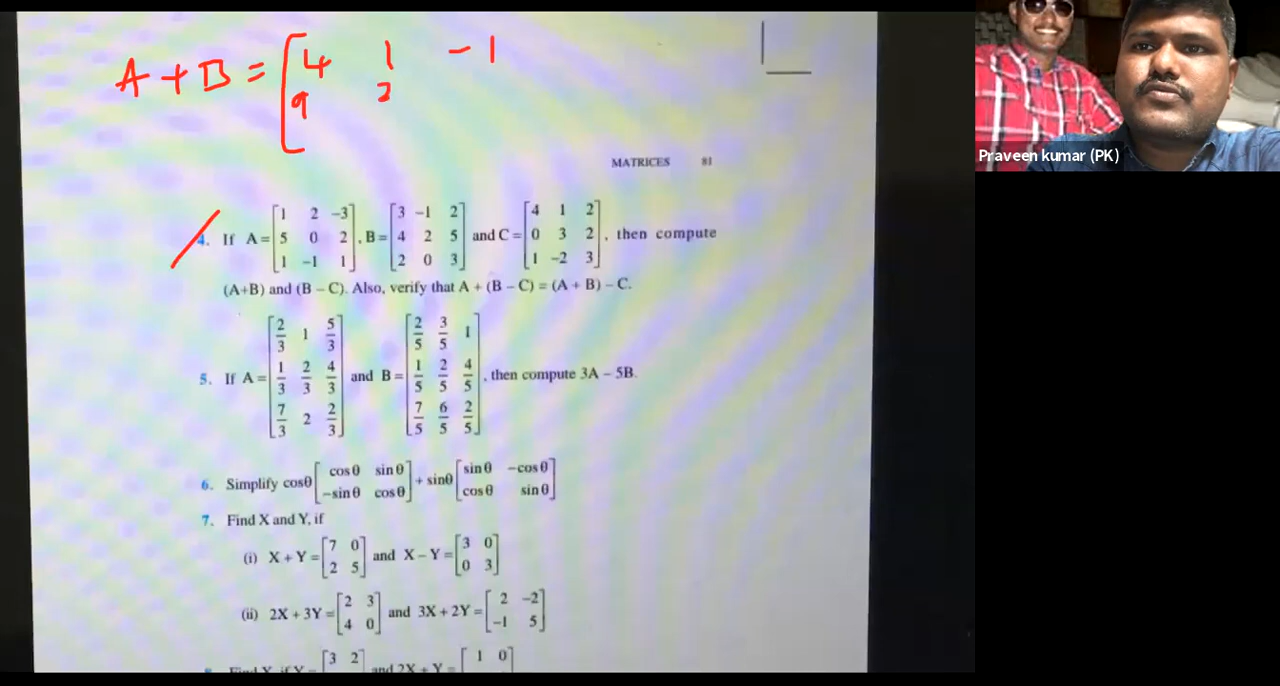 A + B = [ 4 1 -1
9 2
MATRICES 81
Praveen kumar (PK)
4. If A = [1 2 -3; 5 0 2; 1 -1 1], B = [3 -1 2; 4 2 5; 2 0 3] and C = [4 1 2; 0 3 2; 1 -2 3], then compute
(A+B) and (B – C). Also, verify that A + (B – C) = (A + B) – C.
5. If A = [2/3 1 5/3; 1/3 2/3 4/3; 7/3 2 2/3] and B = [2/5 3/5 1; 1/5 2/5 4/5; 7/5 6/5 2/5], then compute 3A – 5B.
6. Simplify cosθ [cosθ sinθ; -sinθ cosθ] + sinθ [sinθ -cosθ; cosθ sinθ]
7. Find X and Y, if
(i) X + Y = [7 0; 2 5] and X – Y = [3 0; 0 3]
(ii) 2X + 3Y = [2 3; 4 0] and 3X + 2Y = [2 -2; -1 5]
[3 2] and 2X + Y = [1 0]